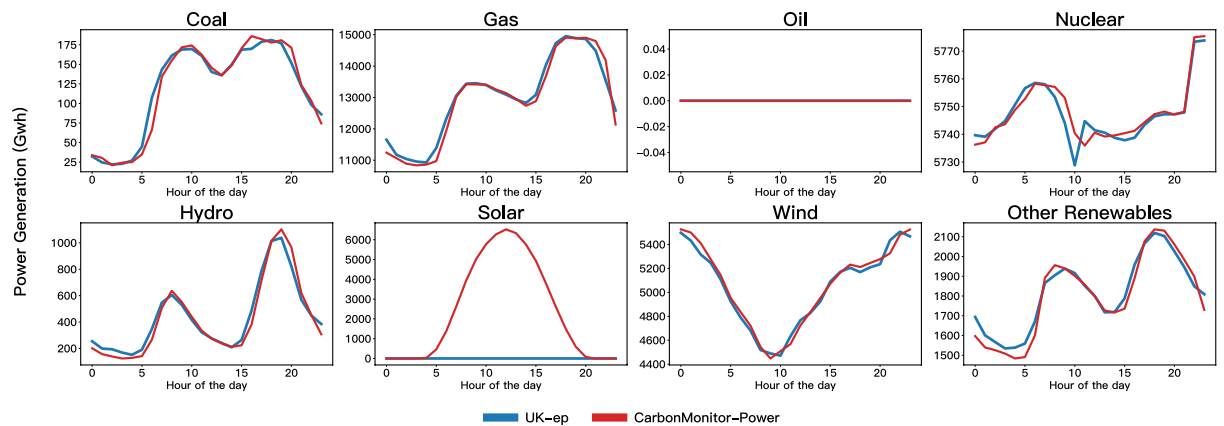 Power Generation (Gwh)
Coal
175
150
125
100
75
50
25
0 5 10 15 20
Hour of the day
Gas
15000
14000
13000
12000
11000
0 5 10 15 20
Hour of the day
Oil
0.04
0.02
0.00
−0.02
−0.04
0 5 10 15 20
Hour of the day
Nuclear
5770
5760
5750
5740
5730
0 5 10 15 20
Hour of the day
Hydro
1000
800
600
400
200
0 5 10 15 20
Hour of the day
Solar
6000
5000
4000
3000
2000
1000
0
0 5 10 15 20
Hour of the day
Wind
5400
5200
5000
4800
4600
4400
0 5 10 15 20
Hour of the day
Other Renewables
2100
2000
1900
1800
1700
1600
1500
0 5 10 15 20
Hour of the day
UK−ep
CarbonMonitor−Power